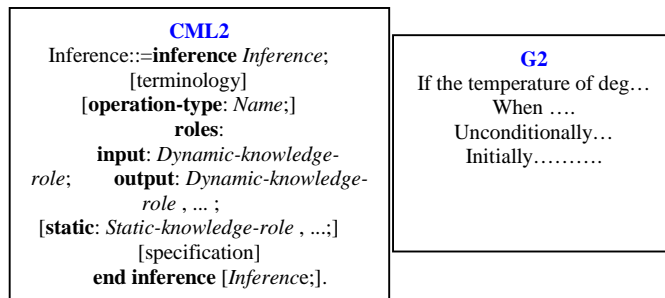 CML2
Inference::=inference Inference;
[terminology]
[operation-type: Name;]
roles:
input: Dynamic-knowledge-
role; output: Dynamic-knowledge-
role , ... ;
[static: Static-knowledge-role , ...;]
[specification]
end inference [Inference;].
G2
If the temperature of deg…
When ….
Unconditionally…
Initially……….